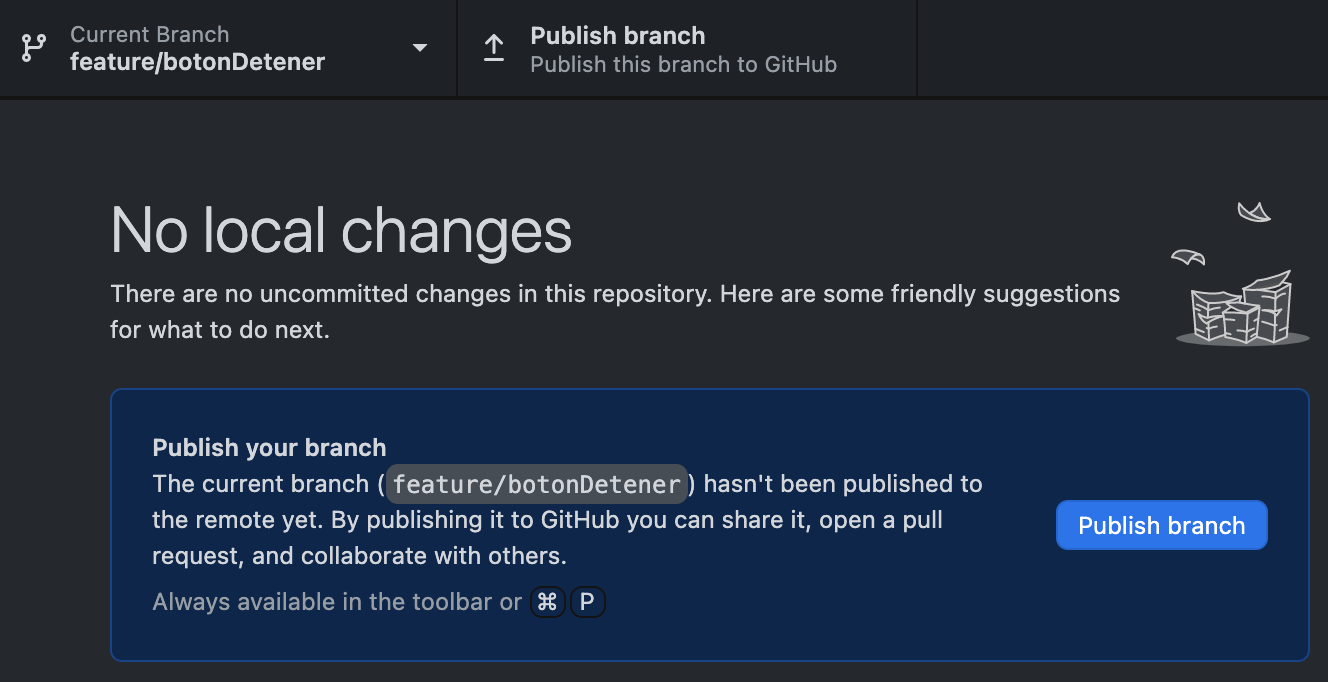 Current Branch
feature/botonDetener
Publish branch
Publish this branch to GitHub
No local changes
There are no uncommitted changes in this repository. Here are some friendly suggestions
for what to do next.
Publish your branch
The current branch (feature/botonDetener) hasn't been published to
the remote yet. By publishing it to GitHub you can share it, open a pull
request, and collaborate with others.
Always available in the toolbar or ⌘ P
Publish branch